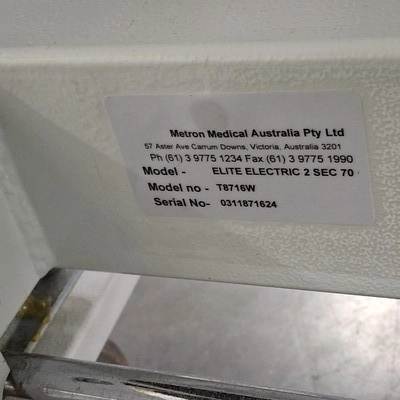 Metron Medical Australia Pty Ltd
57 Aster Ave Carrum Downs, Victoria, Australia 3201
Ph (61) 3 9775 1234 Fax (61) 3 9775 1990
Model - ELITE ELECTRIC 2 SEC 70
Model no - T8716W
Serial No- 0311871624